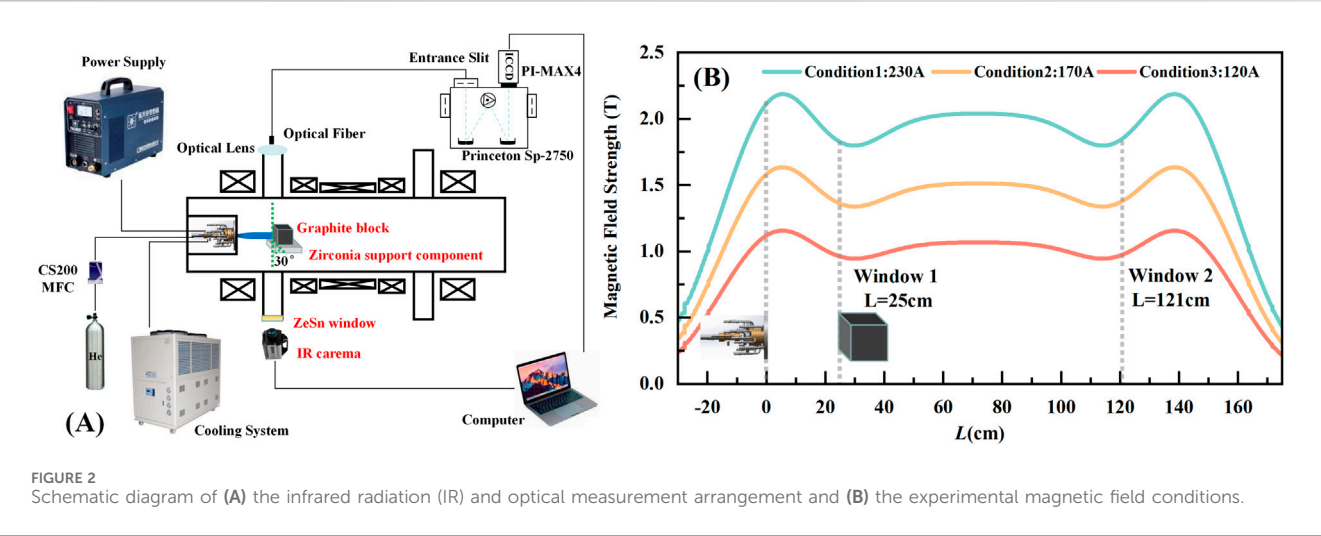 Power Supply
Entrance Slit
ICCD
PI-MAX4
Optical Fiber
Optical Lens
Princeton Sp-2750
Graphite block
30°
Zirconia support component
CS200
MFC
ZeSn window
He
IR carema
(A)
Cooling System
Computer
(B)
Condition1:230A
Condition2:170A
Condition3:120A
Magnetic Field Strength (T)
2.5
2.0
1.5
1.0
0.5
0.0
Window 1
L=25cm
Window 2
L=121cm
-20 0 20 40 60 80 100 120 140 160
L(cm)
FIGURE 2
Schematic diagram of (A) the infrared radiation (IR) and optical measurement arrangement and (B) the experimental magnetic field conditions.